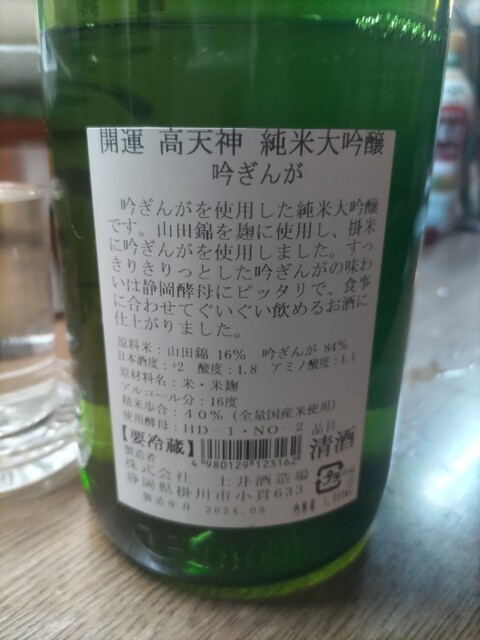 開運 高天神 純米大吟醸
吟ぎんが
吟ぎんがを使用した純米大吟醸
です。山田錦を麹に使用し、掛米
に吟ぎんがを使用しました。すっ
きりきりっとした吟ぎんがの味わ
いは静岡酵母にピッタリで、食事
に合わせてぐいぐい飲めるお酒に
仕上がりました。
原料米:山田錦 16% 吟ぎんが 84%
日本酒度:+2 酸度:1.8 アミノ酸度:1.1
原材料名:米・米麹
アルコール分:16度
精米歩合:40%(全量国産米使用)
使用酵母:HD-1・NO-2
品目
【要冷蔵】
清酒
4 980129 123162
製造者
株式会社 土井酒造場
静岡県掛川市小貫633
製造年月 2024.08
内容量 1,800ml